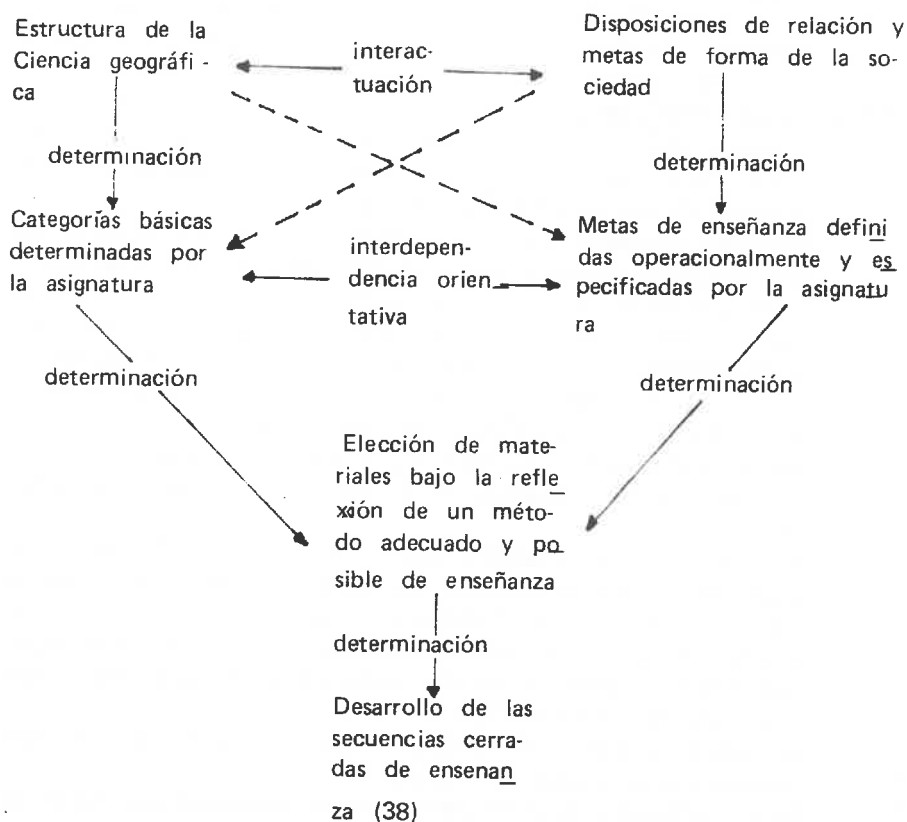 Estructura de la
Ciencia geográfi -
ca
interac-
tuación
Disposiciones de relación y
metas de forma de la so-
ciedad
determinación
determinación
Categorías básicas
determinadas por
la asignatura
interdepen-
dencia orien
tativa
Metas de enseñanza defini
das operacionalmente y es
pecificadas por la asignatu
ra
determinación
determinación
Elección de mate-
riales bajo la refle
xión de un méto-
do adecuado y po
sible de enseñanza
determinación
Desarrollo de las
secuencias cerra-
das de ensenan
za (38)